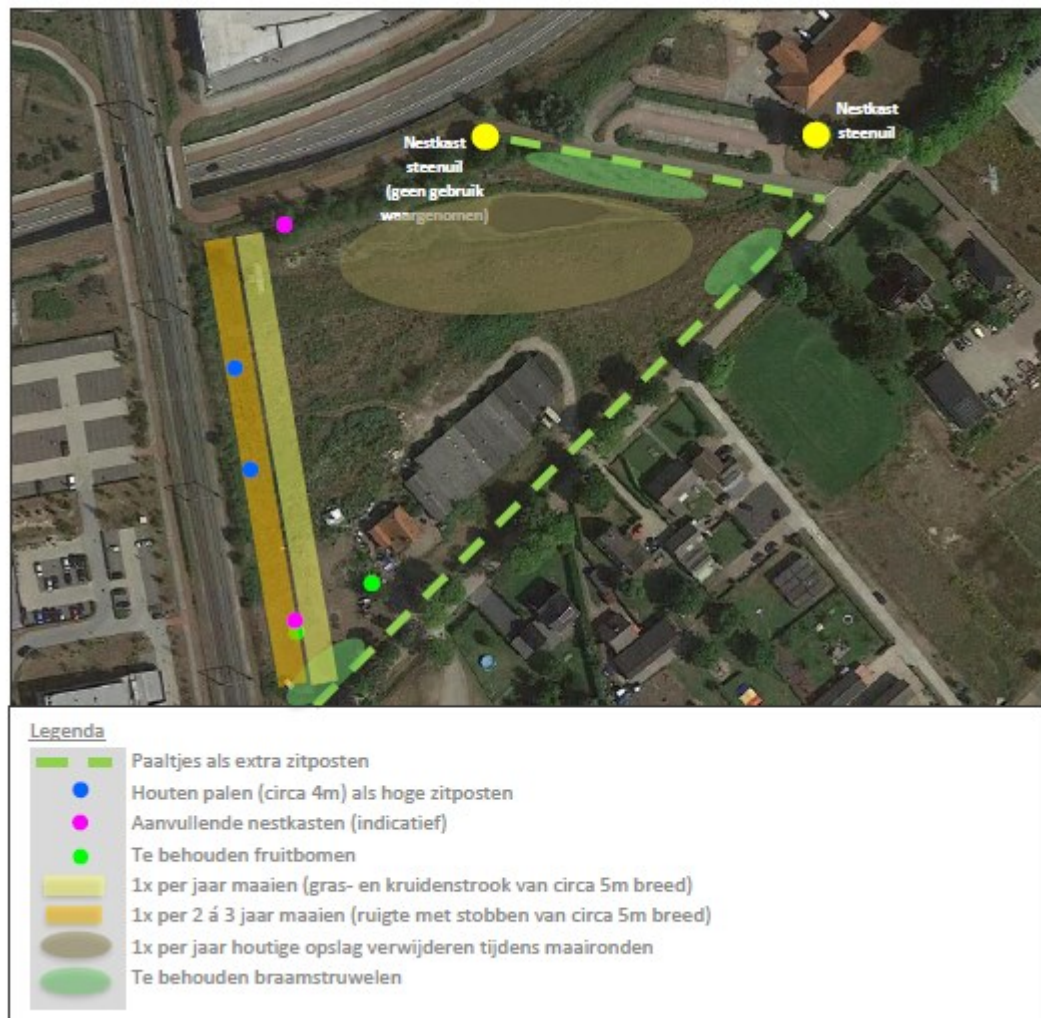 Nestkast
steenuil
Nestkast
steenuil
(geen gebruik
waargenomen)
Legenda
Paaltjes als extra zitposten
Houten palen (circa 4m) als hoge zitposten
Aanvullende nestkasten (indicatief)
Te behouden fruitbomen
1x per jaar maaien (gras- en kruidenstrook van circa 5m breed)
1x per 2 á 3 jaar maaien (ruigte met stobben van circa 5m breed)
1x per jaar houtige opslag verwijderen tijdens maaironden
Te behouden braamstruwelen